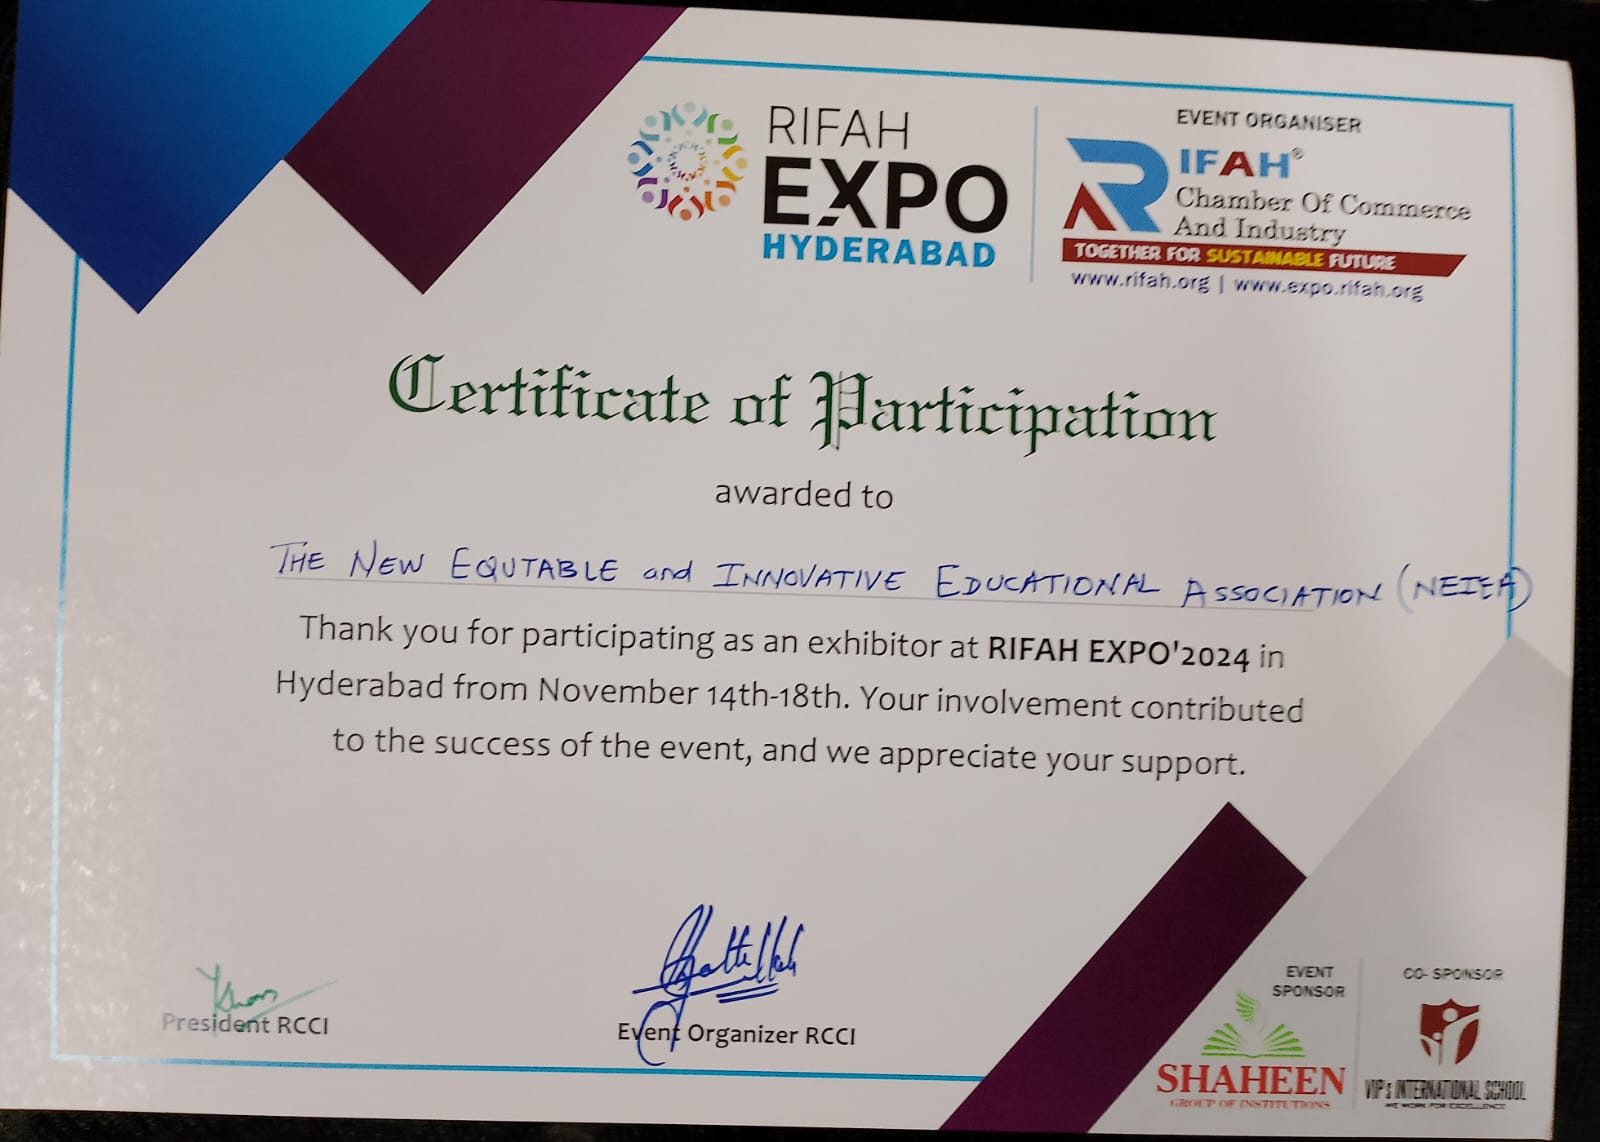 RIFAH
EXPO
HYDERABAD
EVENT ORGANISER
RIFAH®
Chamber Of Commerce
And Industry
TOGETHER FOR SUSTAINABLE FUTURE
www.rifah.org | www.expo.rifah.org
Certificate of Participation
awarded to
THE NEW EQUTABLE and INNOVATIVE EDUCATIONAL ASSOCIATION (NEIEA)
Thank you for participating as an exhibitor at RIFAH EXPO'2024 in
Hyderabad from November 14th-18th. Your involvement contributed
to the success of the event, and we appreciate your support.
President RCCI
Event Organizer RCCI
EVENT
SPONSOR
SHAHEEN
GROUP OF INSTITUTIONS
CO- SPONSOR
VIP's INTERNATIONAL SCHOOL
WE WORK FOR EXCELLENCE